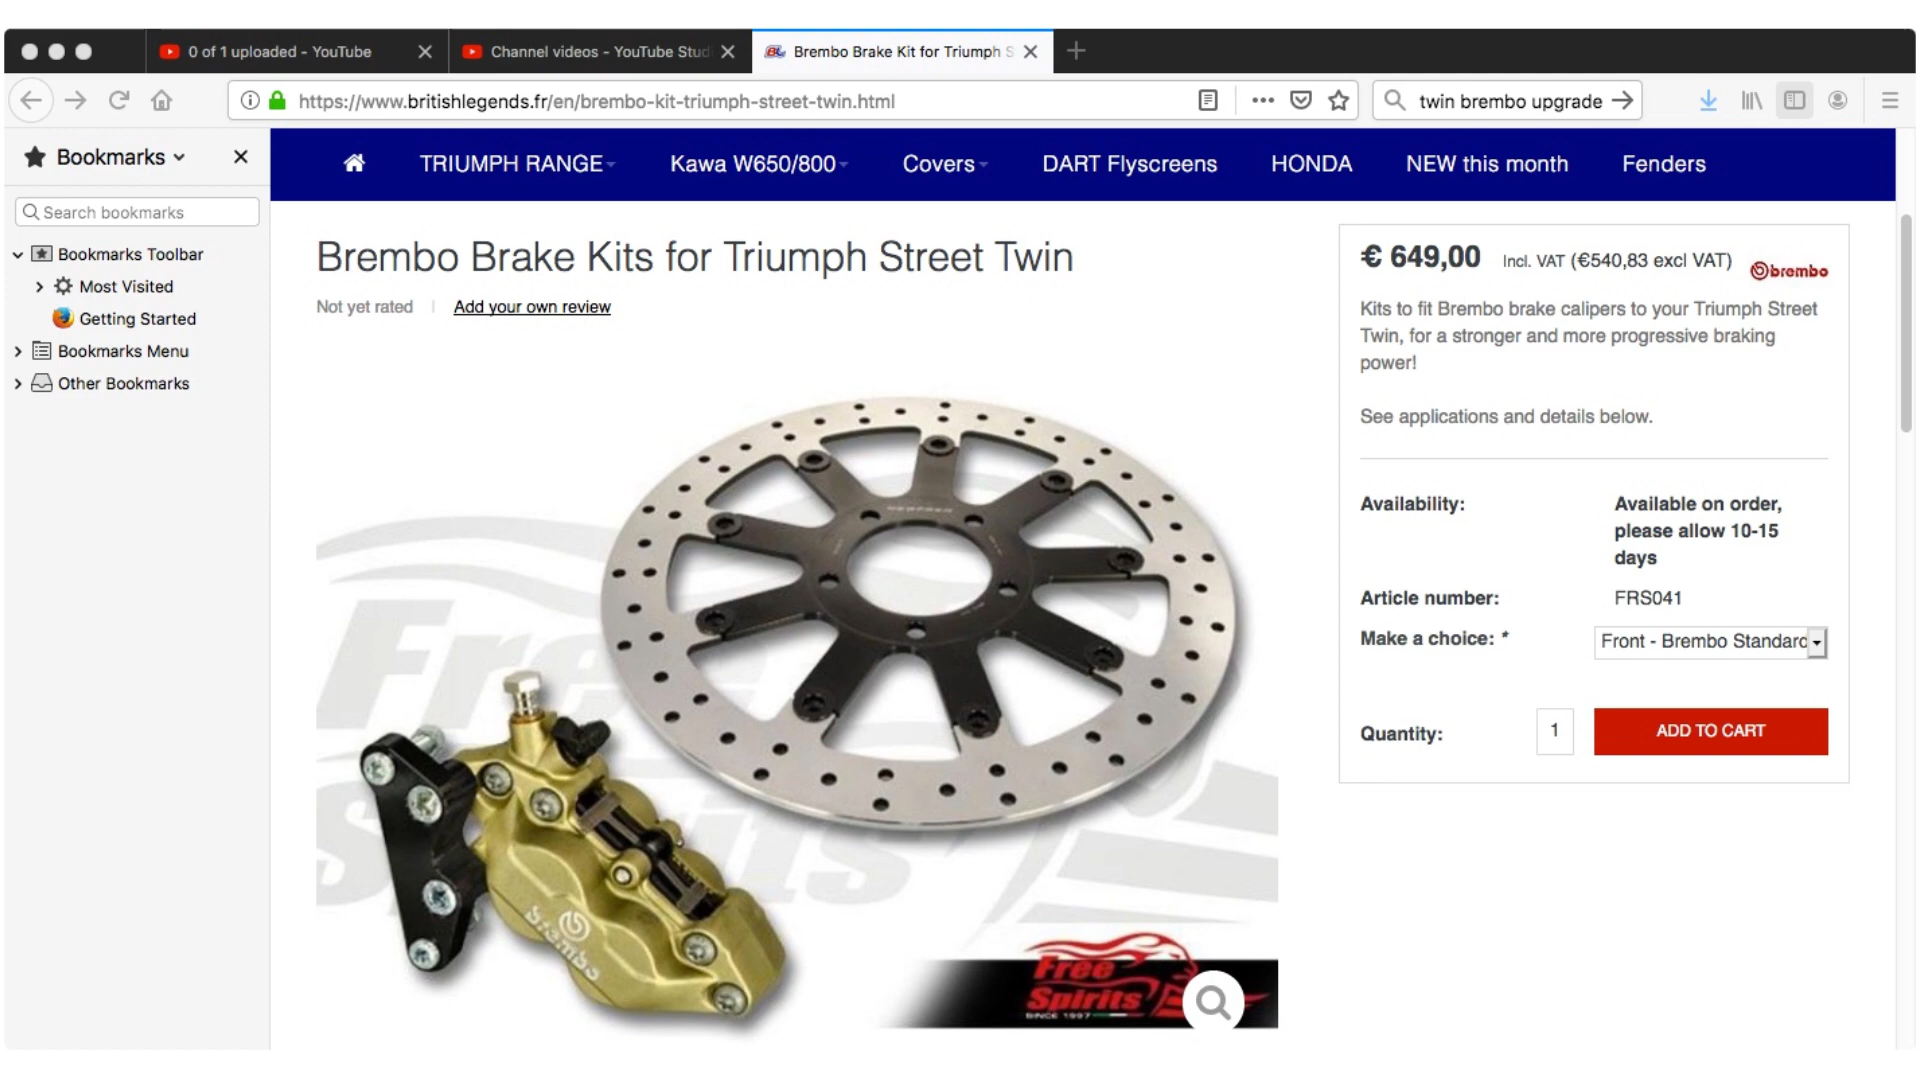 0 of 1 uploaded - YouTube
Channel videos - YouTube Stud
Brembo Brake Kit for Triumph S
https://www.britishlegends.fr/en/brembo-kit-triumph-street-twin.html
twin brembo upgrade
Bookmarks
Search bookmarks
Bookmarks Toolbar
Most Visited
Getting Started
Bookmarks Menu
Other Bookmarks
TRIUMPH RANGE
Kawa W650/800
Covers
DART Flyscreens
HONDA
NEW this month
Fenders
Brembo Brake Kits for Triumph Street Twin
Not yet rated
Add your own review
€ 649,00 Incl. VAT (€540,83 excl VAT)
brembo
Kits to fit Brembo brake calipers to your Triumph Street
Twin, for a stronger and more progressive braking
power!
See applications and details below.
Availability:
Available on order,
please allow 10-15
days
Article number:
FRS041
Make a choice: *
Front - Brembo Standard
Quantity:
1
ADD TO CART
brembo
Free
Spirits
SINCE 1997